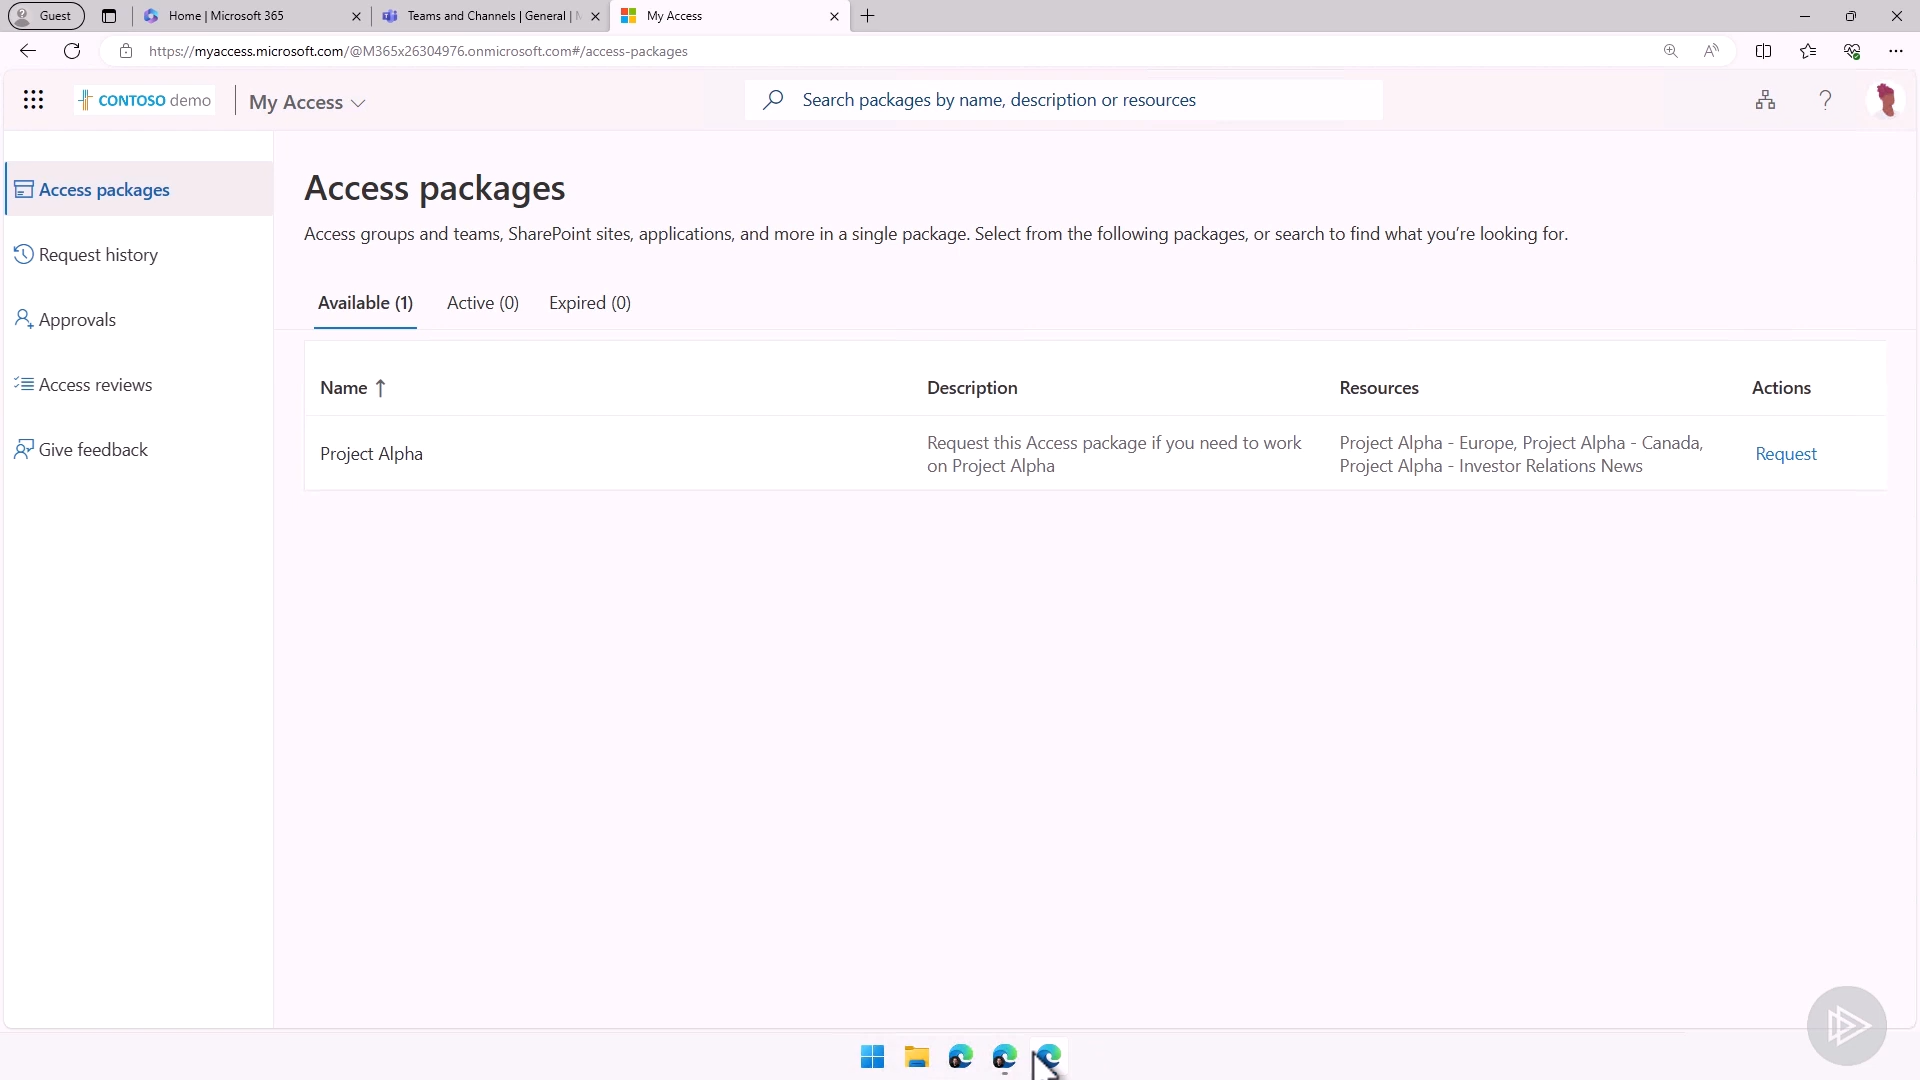 Guest
Home | Microsoft 365
Teams and Channels | General |
My Access
https://myaccess.microsoft.com/@M365x26304976.onmicrosoft.com#/access-packages
CONTOSO demo
My Access
Search packages by name, description or resources
Access packages
Request history
Approvals
Access reviews
Give feedback
Access packages
Access groups and teams, SharePoint sites, applications, and more in a single package. Select from the following packages, or search to find what you’re looking for.
Available (1) Active (0) Expired (0)
Name Description Resources Actions
Project Alpha
Request this Access package if you need to work
on Project Alpha
Project Alpha - Europe, Project Alpha - Canada,
Project Alpha - Investor Relations News
Request